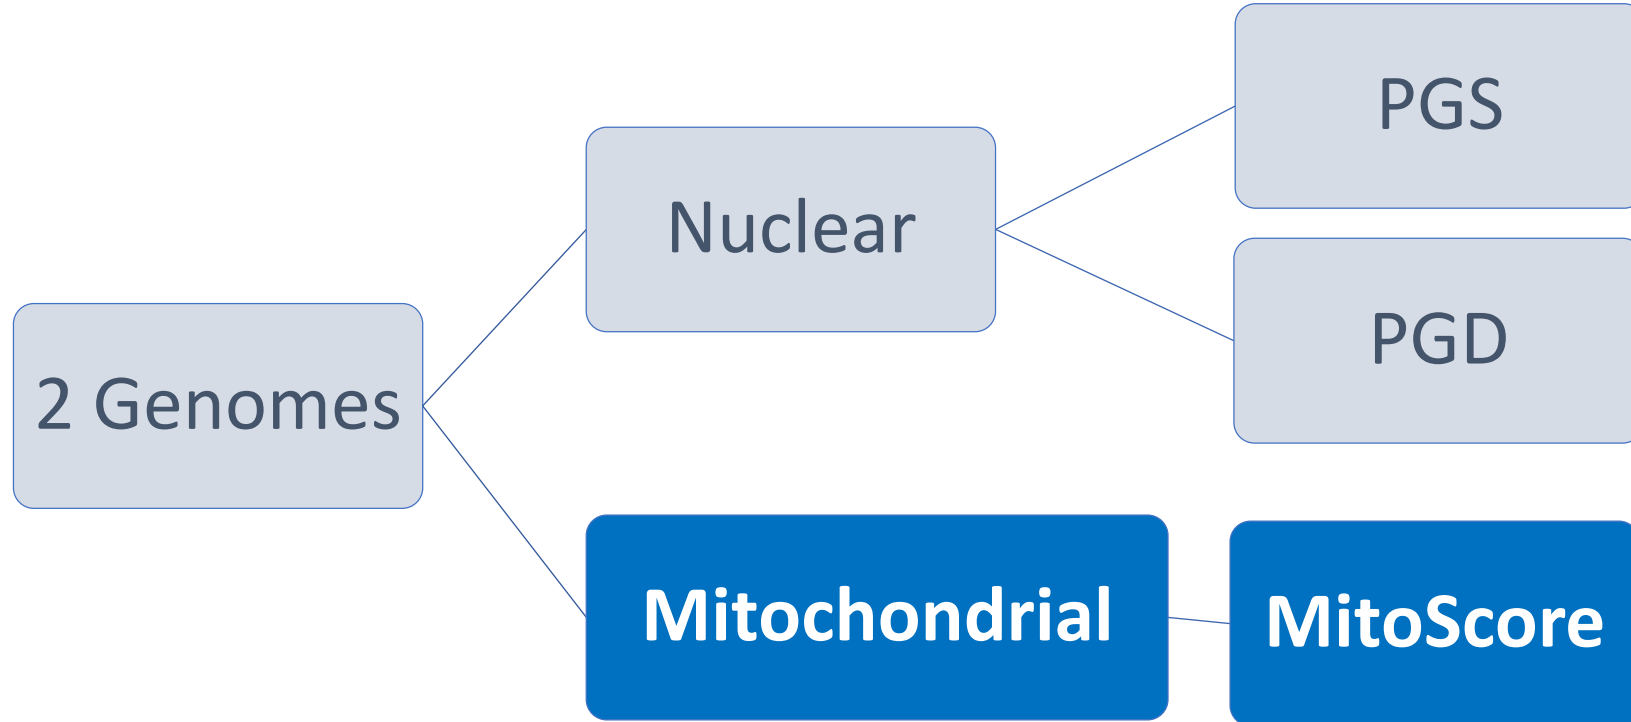 2 Genomes
Nuclear
PGS
PGD
Mitochondrial
MitoScore